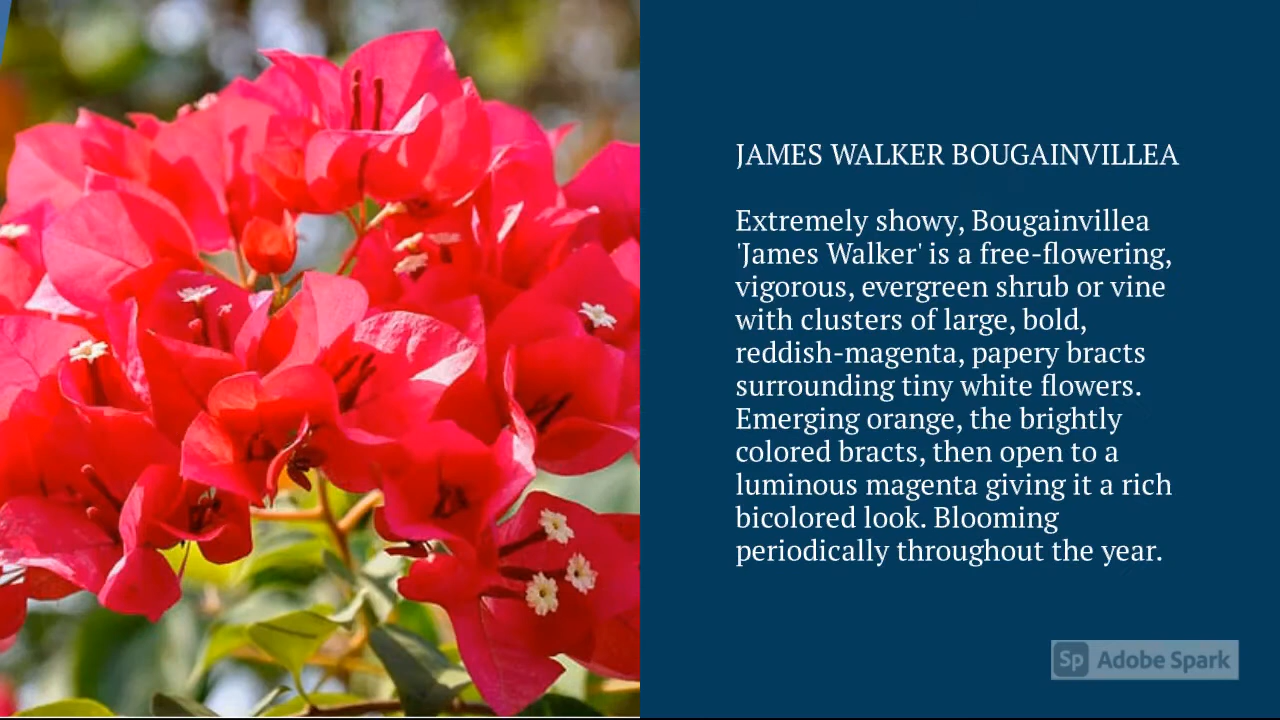 JAMES WALKER BOUGAINVILLEA
Extremely showy, Bougainvillea
'James Walker' is a free-flowering,
vigorous, evergreen shrub or vine
with clusters of large, bold,
reddish-magenta, papery bracts
surrounding tiny white flowers.
Emerging orange, the brightly
colored bracts, then open to a
luminous magenta giving it a rich
bicolored look. Blooming
periodically throughout the year.
Sp Adobe Spark